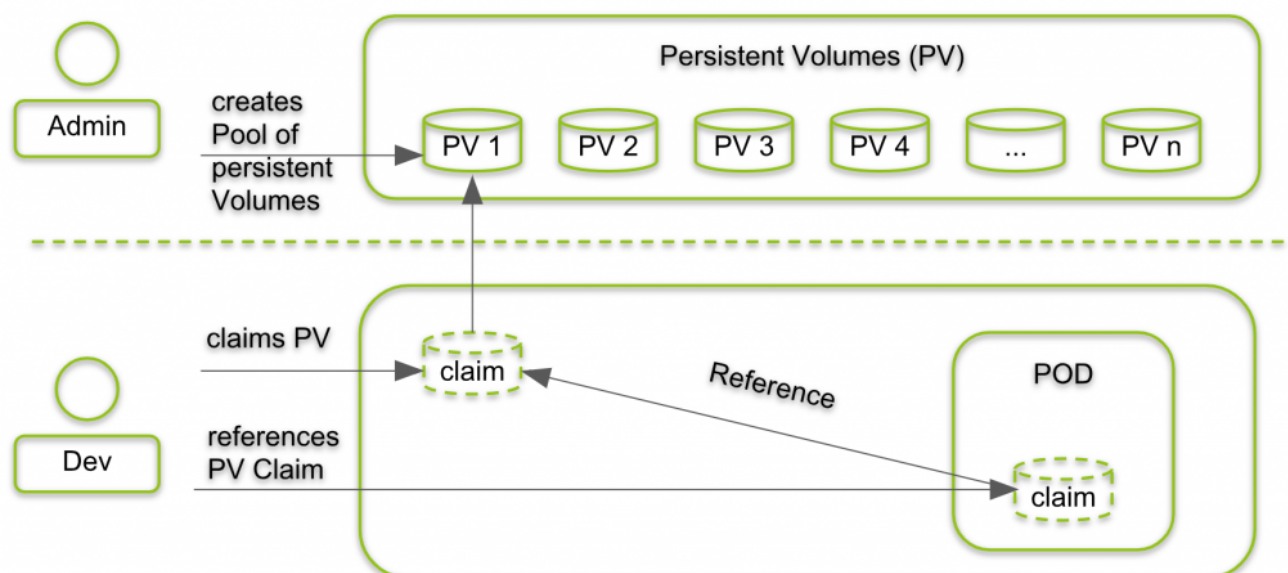 Persistent Volumes (PV)
Admin
creates
Pool of
persistent
Volumes
PV 1
PV 2
PV 3
PV 4
...
PV n
claims PV
claim
Reference
POD
Dev
references
PV Claim
claim